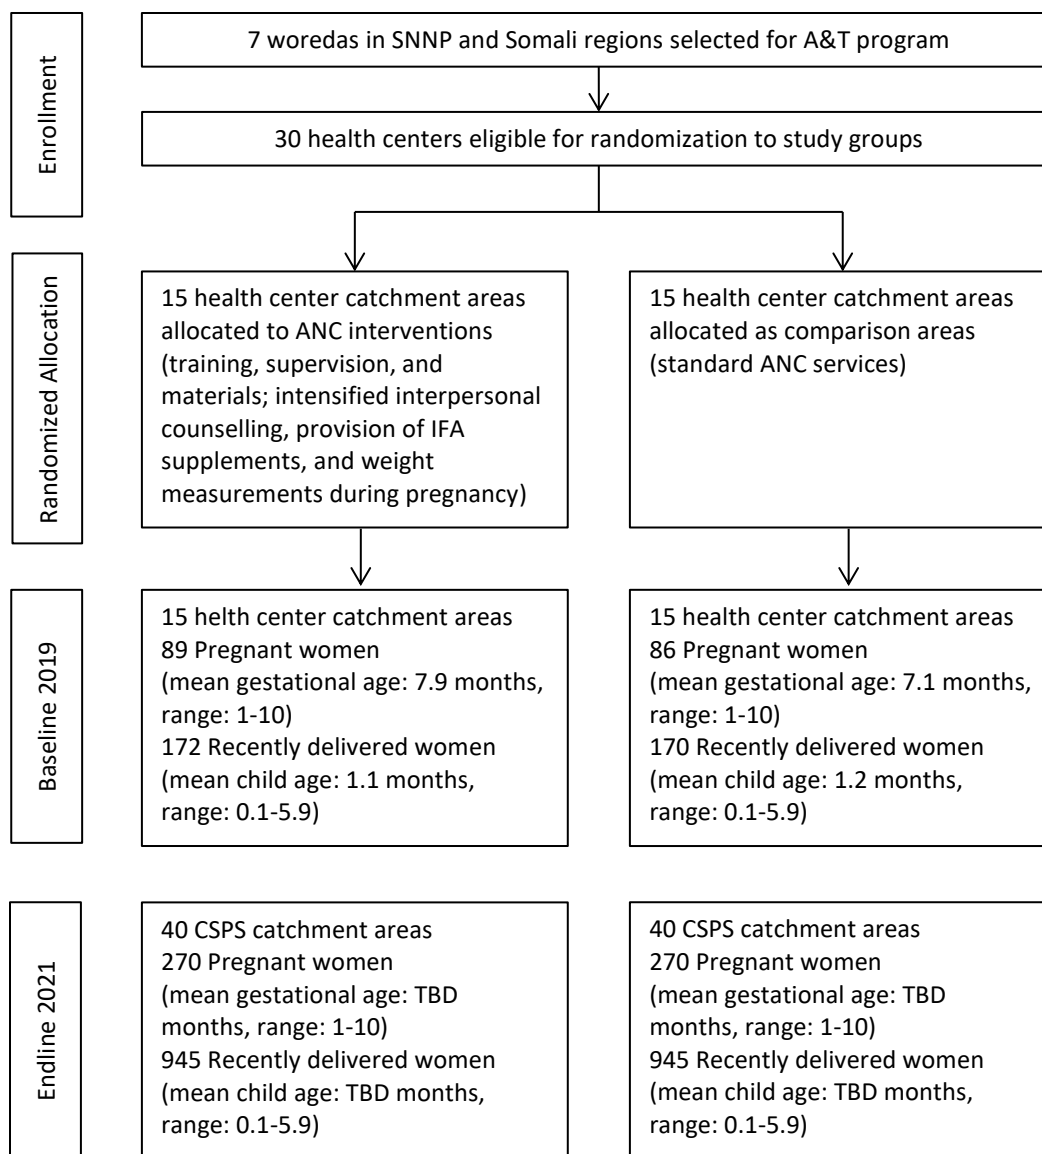 Enrollment
7 woredas in SNNP and Somali regions selected for A&T program
30 health centers eligible for randomization to study groups
Randomized Allocation
15 health center catchment areas
allocated to ANC interventions
(training, supervision, and
materials; intensified interpersonal
counselling, provision of IFA
supplements, and weight
measurements during pregnancy)
15 health center catchment areas
allocated as comparison areas
(standard ANC services)
Baseline 2019
15 helth center catchment areas
89 Pregnant women
(mean gestational age: 7.9 months,
range: 1-10)
172 Recently delivered women
(mean child age: 1.1 months,
range: 0.1-5.9)
15 health center catchment areas
86 Pregnant women
(mean gestational age: 7.1 months,
range: 1-10)
170 Recently delivered women
(mean child age: 1.2 months,
range: 0.1-5.9)
Endline 2021
40 CSPS catchment areas
270 Pregnant women
(mean gestational age: TBD
months, range: 1-10)
945 Recently delivered women
(mean child age: TBD months,
range: 0.1-5.9)
40 CSPS catchment areas
270 Pregnant women
(mean gestational age: TBD
months, range: 1-10)
945 Recently delivered women
(mean child age: TBD months,
range: 0.1-5.9)